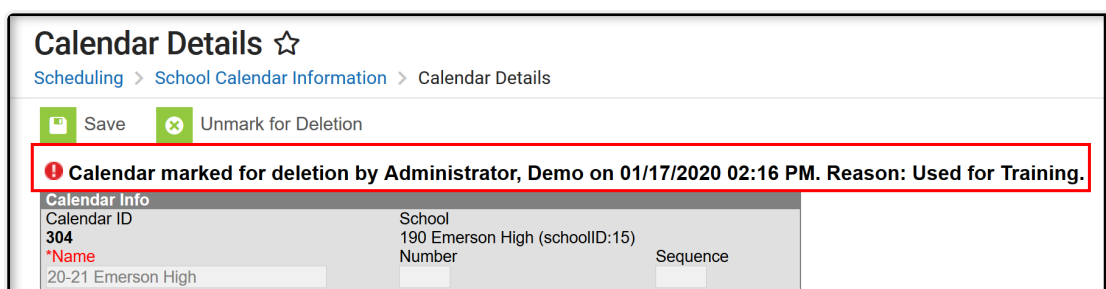 Calendar Details
Scheduling > School Calendar Information > Calendar Details
Save Unmark for Deletion
Calendar marked for deletion by Administrator, Demo on 01/17/2020 02:16 PM. Reason: Used for Training.
Calendar Info
Calendar ID School
304 190 Emerson High (schoolID:15)
*Name Number Sequence
20-21 Emerson High